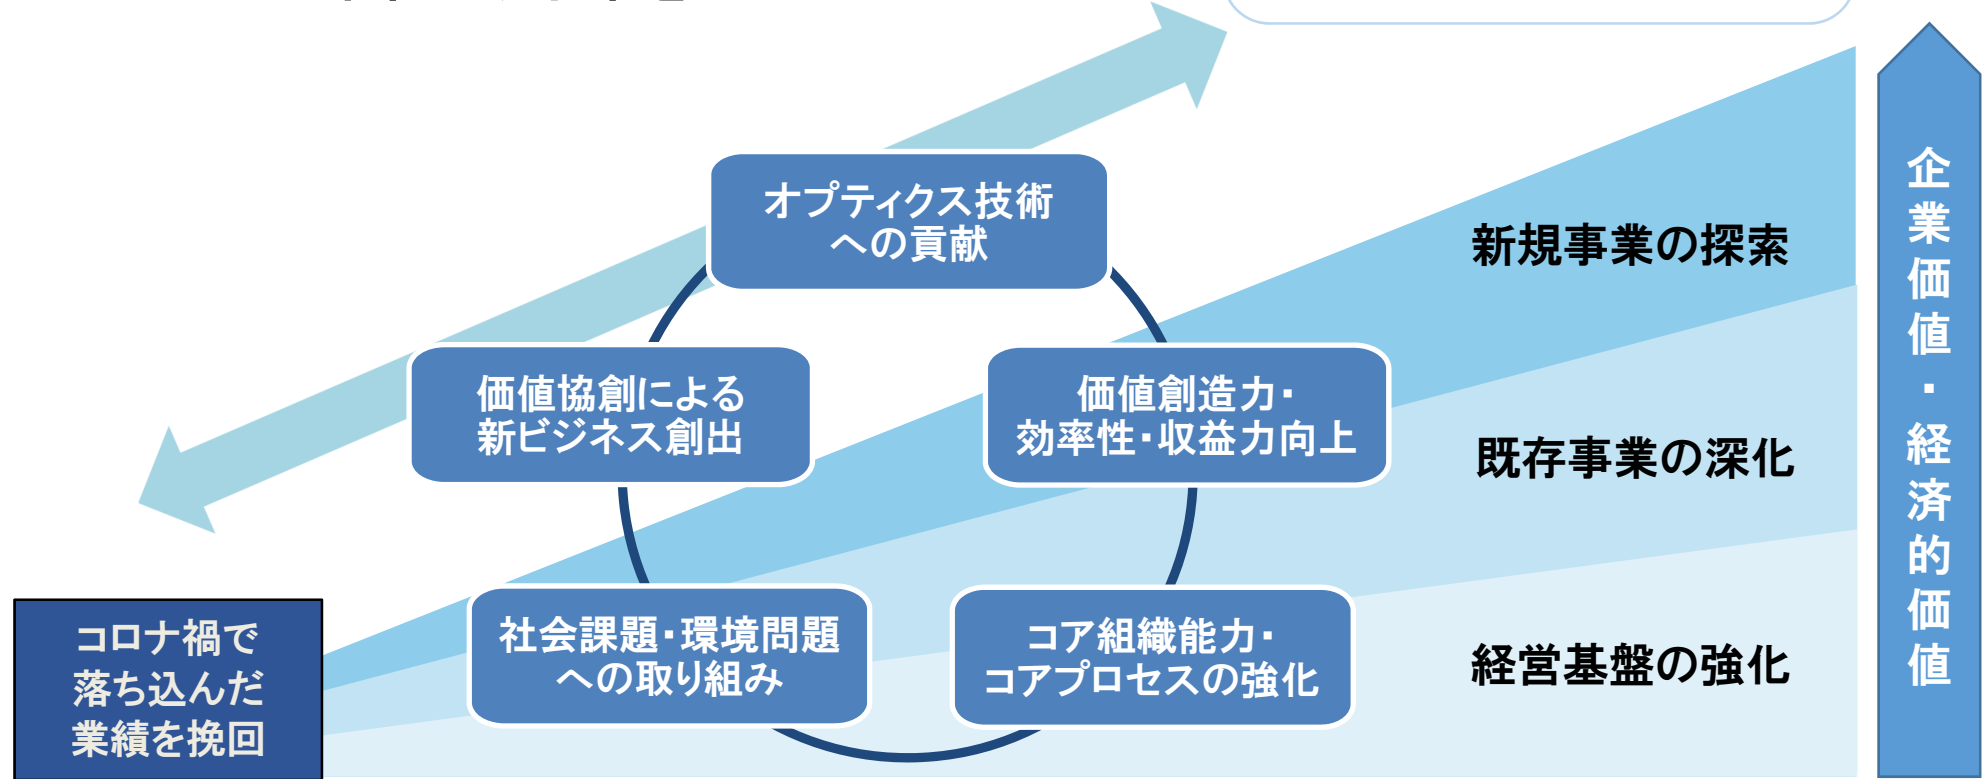 オプティクス技術
への貢献
価値協創による
新ビジネス創出
価値創造力・
効率性・収益力向上
社会課題・環境問題
への取り組み
コア組織能力・
コアプロセスの強化
新規事業の探索
既存事業の深化
経営基盤の強化
コロナ禍で
落ち込んだ
業績を挽回
企業価値・経済的価値